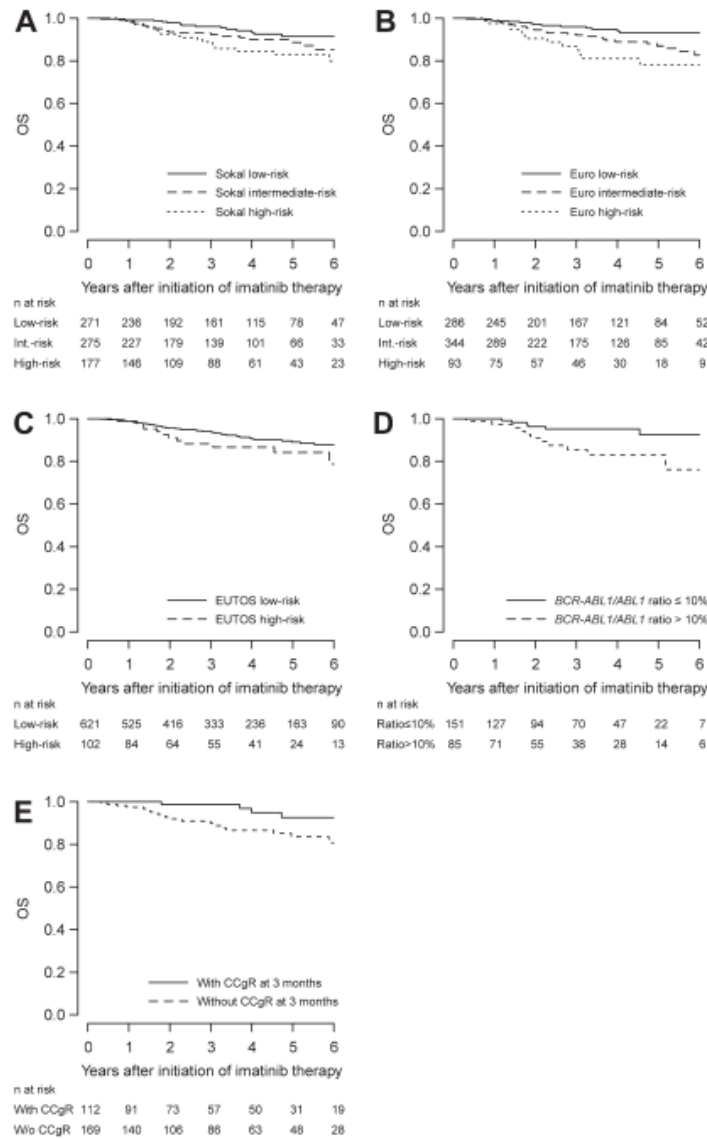 A
1.0
0.8
0.6
0.4
0.2
0.0
OS
Sokal low-risk
Sokal intermediate-risk
Sokal high-risk
0 1 2 3 4 5 6
Years after initiation of imatinib therapy
n at risk
Low-risk 271 236 192 161 115 78 47
Int.-risk 275 227 179 139 101 66 33
High-risk 177 146 109 88 61 43 23
B
1.0
0.8
0.6
0.4
0.2
0.0
OS
Euro low-risk
Euro intermediate-risk
Euro high-risk
0 1 2 3 4 5 6
Years after initiation of imatinib therapy
n at risk
Low-risk 286 245 201 167 121 84 52
Int.-risk 344 289 222 175 126 85 42
High-risk 93 75 57 46 30 18 9
C
1.0
0.8
0.6
0.4
0.2
0.0
OS
EUTOS low-risk
EUTOS high-risk
0 1 2 3 4 5 6
Years after initiation of imatinib therapy
n at risk
Low-risk 621 525 416 333 236 163 90
High-risk 102 84 64 55 41 24 13
D
1.0
0.8
0.6
0.4
0.2
0.0
OS
BCR-ABL1/ABL1 ratio ≤ 10%
BCR-ABL1/ABL1 ratio > 10%
0 1 2 3 4 5 6
Years after initiation of imatinib therapy
n at risk
Ratio≤10% 151 127 94 70 47 22 7
Ratio>10% 85 71 55 38 28 14 6
E
1.0
0.8
0.6
0.4
0.2
0.0
OS
With CCgR at 3 months
Without CCgR at 3 months
0 1 2 3 4 5 6
Years after initiation of imatinib therapy
n at risk
With CCgR 112 91 73 57 50 31 19
W/o CCgR 169 140 106 86 63 48 28